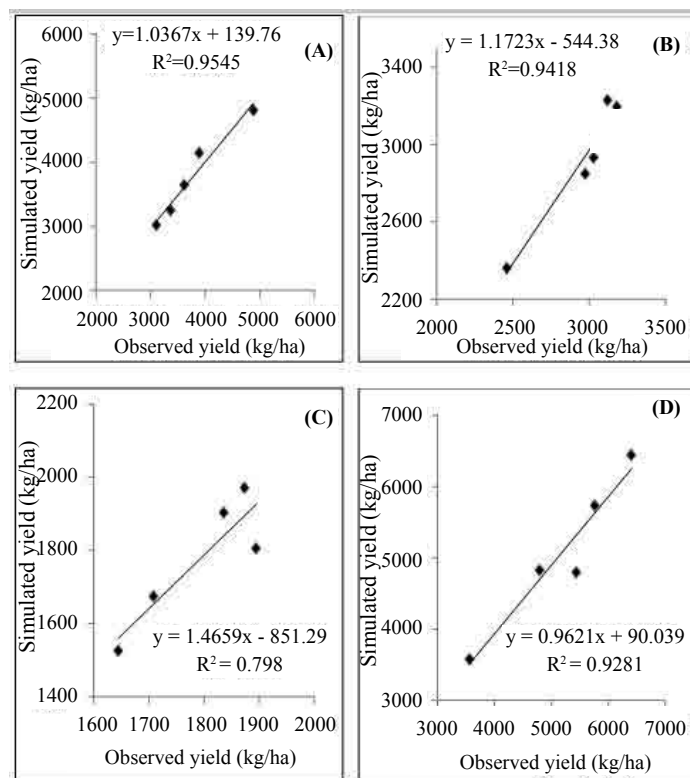 y=1.0367x + 139.76
R²=0.9545
(A)
Simulated yield (kg/ha)
5000
4000
3000
2000
2000 3000 4000 5000 6000
Observed yield (kg/ha)
y = 1.1723x - 544.38
R²=0.9418
(B)
Simulated yield (kg/ha)
3400
3000
2600
2200
2000 2500 3000 3500
Observed yield (kg/ha)
(C)
Simulated yield (kg/ha)
2200
2000
1800
1600
1400
y = 1.4659x - 851.29
R² = 0.798
1600 1700 1800 1900 2000
Observed yield (kg/ha)
(D)
Simulated yield (kg/ha)
7000
6000
5000
4000
3000
y = 0.9621x + 90.039
R² = 0.9281
3000 4000 5000 6000 7000
Observed yield (kg/ha)